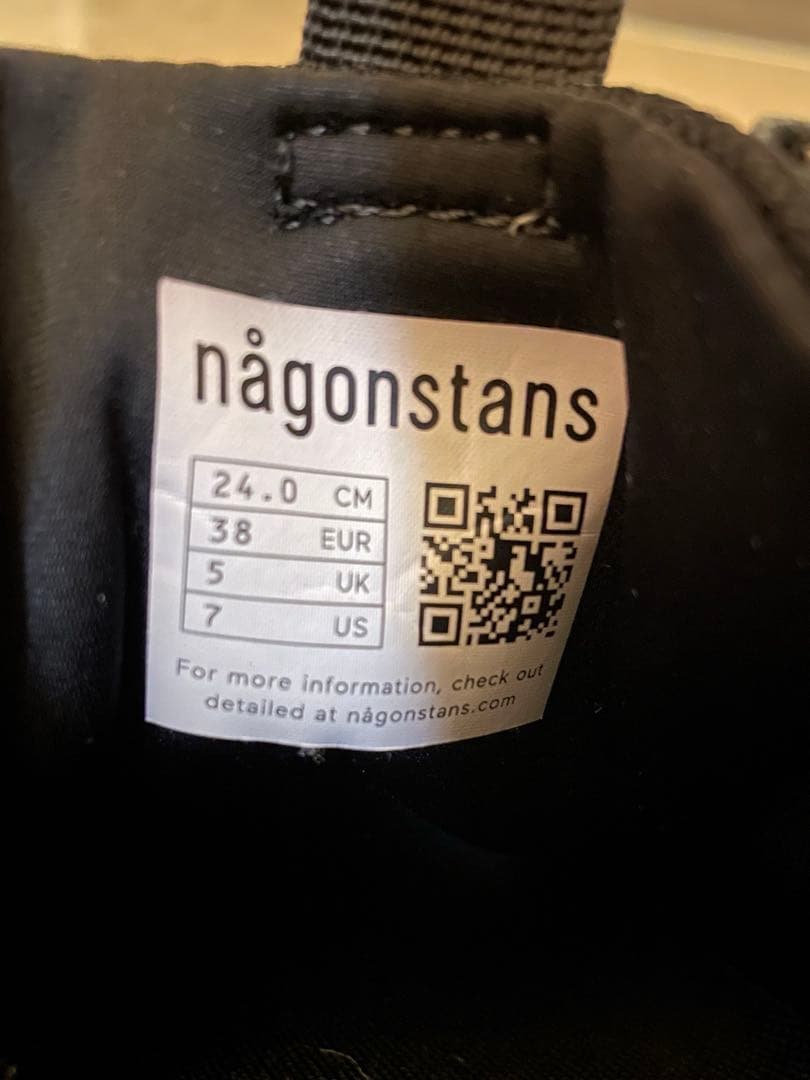 någonstans
24.0 CM
38 EUR
5 UK
7 US
For more information, check out
detailed at någonstans.com